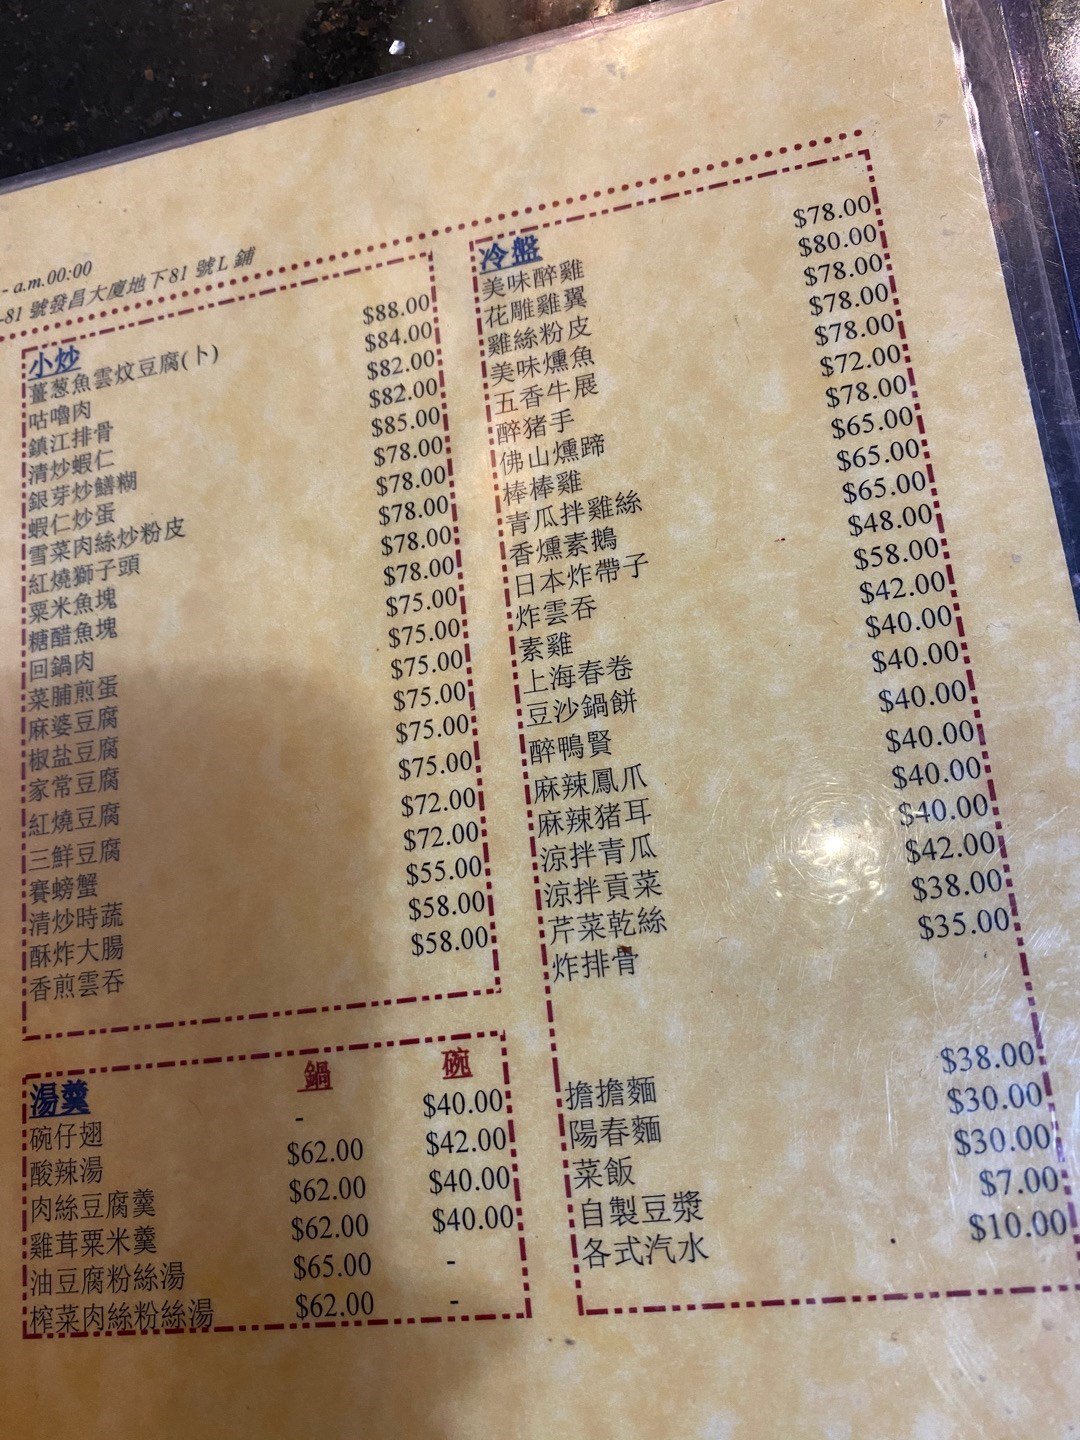 - a.m.00:00
-81 號發昌大廈地下81 號L 鋪
小炒
薑葱魚雲炆豆腐(卜) $88.00
咕嚕肉 $84.00
鎮江排骨 $82.00
清炒蝦仁 $82.00
銀芽炒鱔糊 $85.00
蝦仁炒蛋 $78.00
雪菜肉絲炒粉皮 $78.00
紅燒獅子頭 $78.00
粟米魚塊 $78.00
糖醋魚塊 $78.00
回鍋肉 $75.00
菜脯煎蛋 $75.00
麻婆豆腐 $75.00
椒盐豆腐 $75.00
家常豆腐 $75.00
紅燒豆腐 $75.00
三鮮豆腐 $72.00
賽螃蟹 $72.00
清炒時蔬 $55.00
酥炸大腸 $58.00
香煎雲吞 $58.00
湯羹 鍋 碗
碗仔翅 - $40.00
酸辣湯 $62.00 $42.00
肉絲豆腐羹 $62.00 $40.00
雞茸粟米羹 $62.00 $40.00
油豆腐粉絲湯 $65.00 -
榨菜肉絲粉絲湯 $62.00 -
冷盤
美味醉雞 $78.00
花雕雞翼 $80.00
雞絲粉皮 $78.00
美味燻魚 $78.00
五香牛展 $78.00
醉猪手 $72.00
佛山燻蹄 $78.00
棒棒雞 $65.00
青瓜拌雞絲 $65.00
香燻素鵝 $65.00
日本炸帶子 $48.00
炸雲吞 $58.00
素雞 $42.00
上海春卷 $40.00
豆沙鍋餅 $40.00
醉鴨賢 $40.00
麻辣鳳爪 $40.00
麻辣猪耳 $40.00
涼拌青瓜 $40.00
涼拌貢菜 $42.00
芹菜乾絲 $38.00
炸排骨 $35.00
擔擔麵 $38.00
陽春麵 $30.00
菜飯 $30.00
自製豆漿 $7.00
各式汽水 $10.00